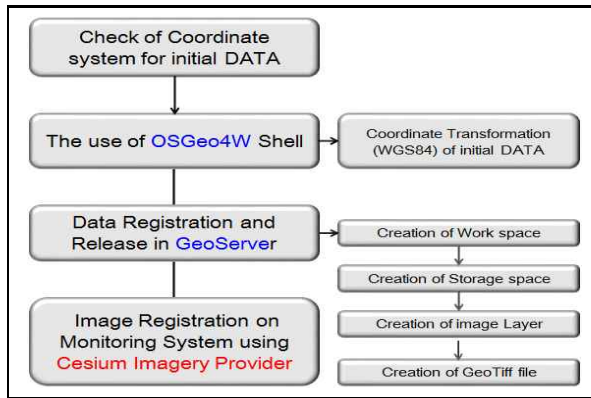 Check of Coordinate
system for initial DATA
The use of OSGeo4W Shell
Coordinate Transformation
(WGS84) of initial DATA
Data Registration and
Release in GeoServer
Creation of Work space
Creation of Storage space
Creation of image Layer
Creation of GeoTiff file
Image Registration on
Monitoring System using
Cesium Imagery Provider